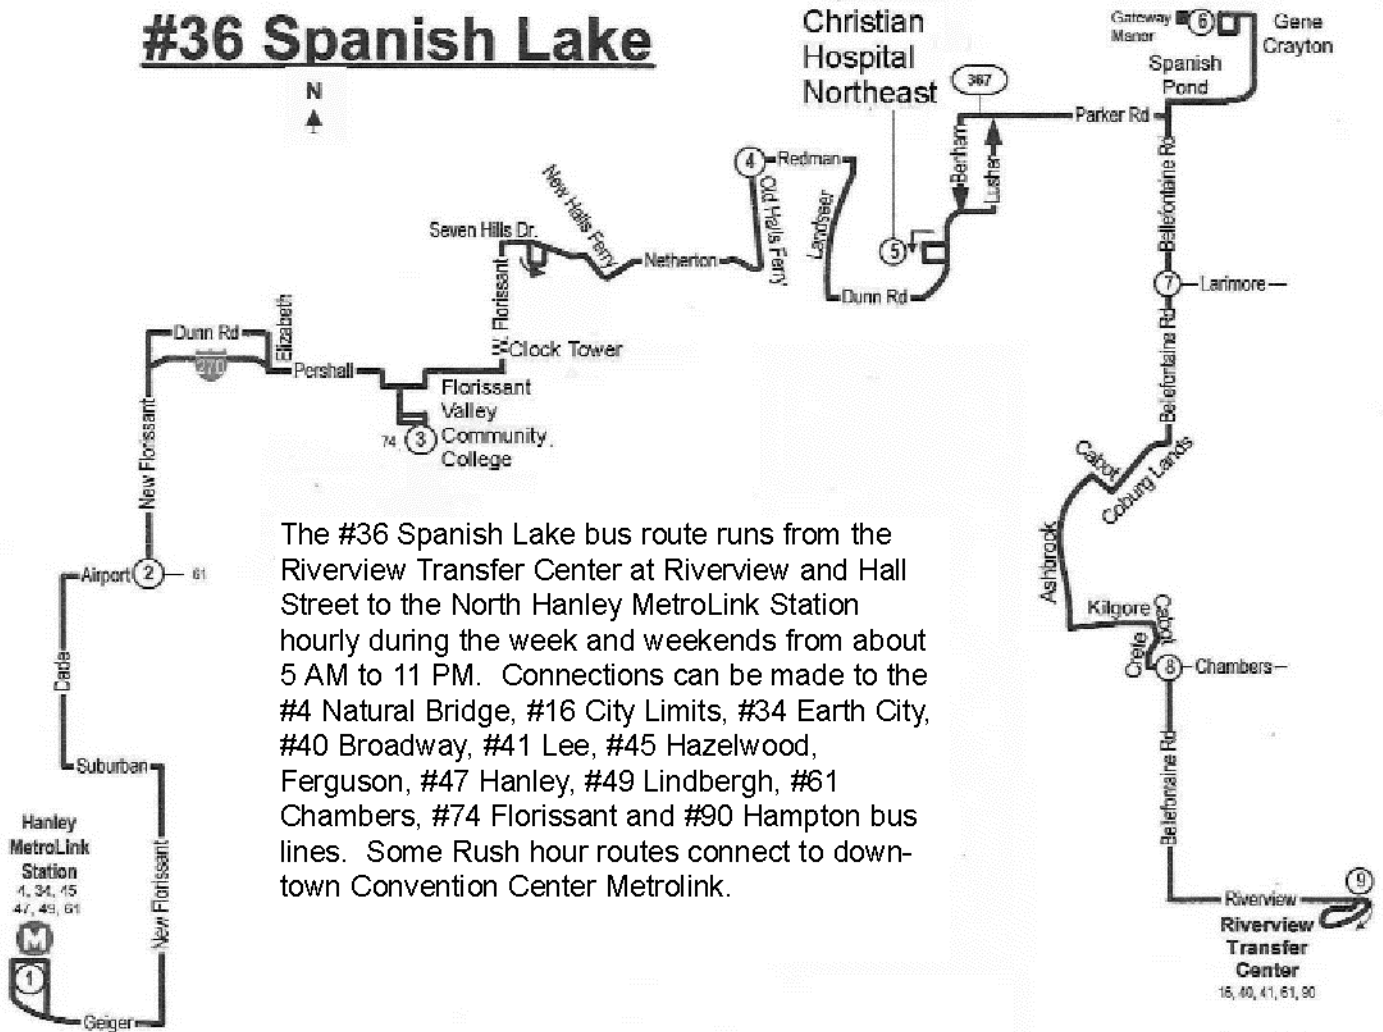 #36 Spanish Lake
N
Christian
Hospital
Northeast
367
Gateway
Manor
6
Gene
Crayton
Spanish
Pond
Parker Rd
Benham
Lusher
Bellefontaine Rd
4
Redman
Old Halls Ferry
Landseer
5
Dunn Rd
New Halls Ferry
Seven Hills Dr.
Netherton
Florissant
Clock Tower
7
Larimore
Bellefontaine Rd
Dunn Rd
Elizabeth
270
Pershall
Florissant
Valley
Community
College
74
3
New Florissant
Cabot
Coburg Lands
Ashbrook
Kilgore
Cabot
Crete
8
Chambers
Airport
2
61
Dade
Suburban
New Florissant
Hanley
MetroLink
Station
4, 34, 45
47, 49, 61
M
1
Geiger
The #36 Spanish Lake bus route runs from the
Riverview Transfer Center at Riverview and Hall
Street to the North Hanley MetroLink Station
hourly during the week and weekends from about
5 AM to 11 PM.  Connections can be made to the
#4 Natural Bridge, #16 City Limits, #34 Earth City,
#40 Broadway, #41 Lee, #45 Hazelwood,
Ferguson, #47 Hanley, #49 Lindbergh, #61
Chambers, #74 Florissant and #90 Hampton bus
lines.  Some Rush hour routes connect to down-
town Convention Center Metrolink.
Bellefontaine Rd
9
Riverview
Riverview
Transfer
Center
16, 40, 41, 61, 90